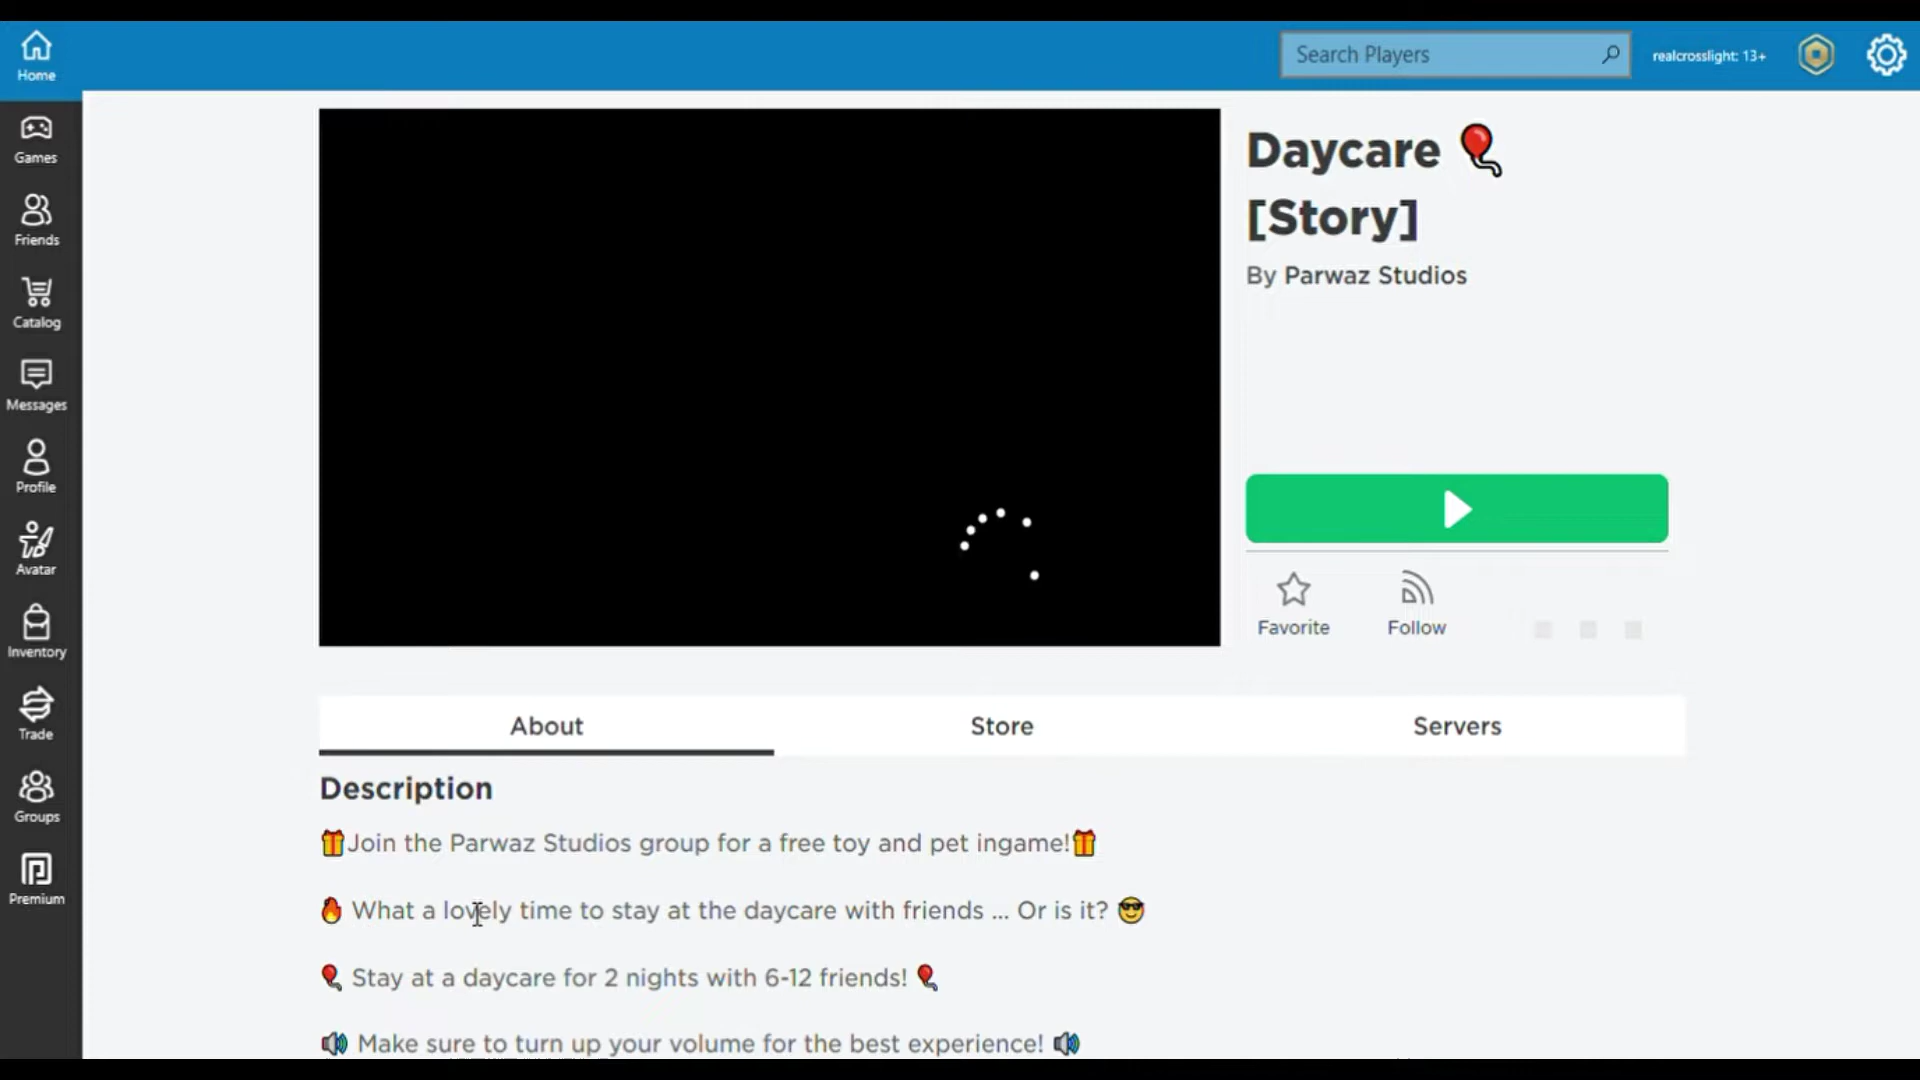 Home
Search Players
realcrosslight: 13+
Games
Friends
Catalog
Messages
Profile
Avatar
Inventory
Trade
Groups
Premium
Daycare 🎈
[Story]
By Parwaz Studios
Favorite
Follow
About
Store
Servers
Description
🎁Join the Parwaz Studios group for a free toy and pet ingame!🎁
🔥 What a lovely time to stay at the daycare with friends ... Or is it? 😎
🎈 Stay at a daycare for 2 nights with 6-12 friends! 🎈
🔊 Make sure to turn up your volume for the best experience! 🔊